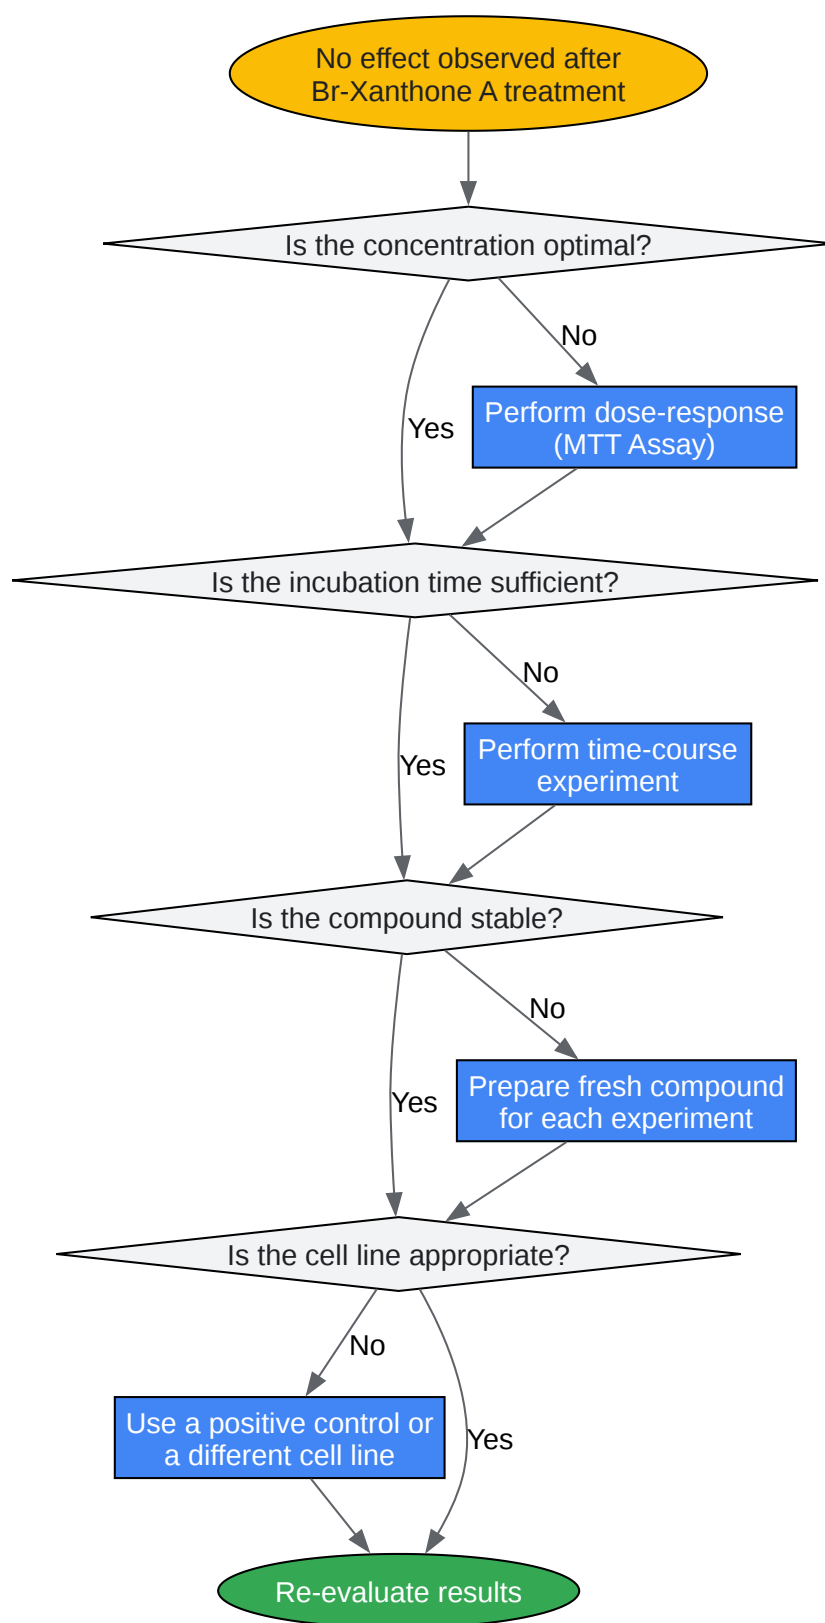 No effect observed after
Br-Xanthone A treatment
Is the concentration optimal?
No
Yes
Perform dose-response
(MTT Assay)
Is the incubation time sufficient?
No
Yes
Perform time-course
experiment
Is the compound stable?
No
Yes
Prepare fresh compound
for each experiment
Is the cell line appropriate?
No
Yes
Use a positive control or
a different cell line
Re-evaluate results